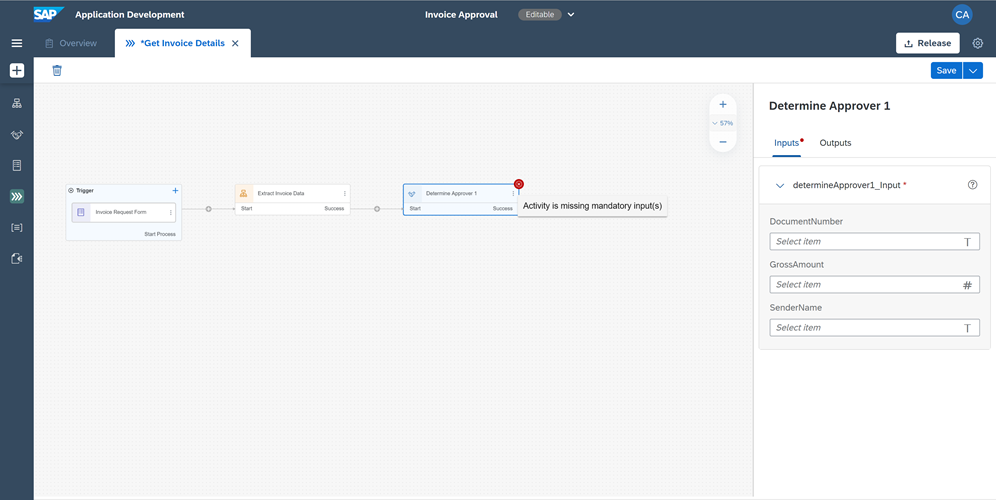 SAP Application Development
Invoice Approval Editable
Overview
*Get Invoice Details
Release
Save
57%
Trigger
Invoice Request Form
Start Process
Extract Invoice Data
Start Success
Determine Approver 1
Start Success
Activity is missing mandatory input(s)
CA
Determine Approver 1
Inputs Outputs
determineApprover1_Input *
DocumentNumber
Select item T
GrossAmount
Select item #
SenderName
Select item T